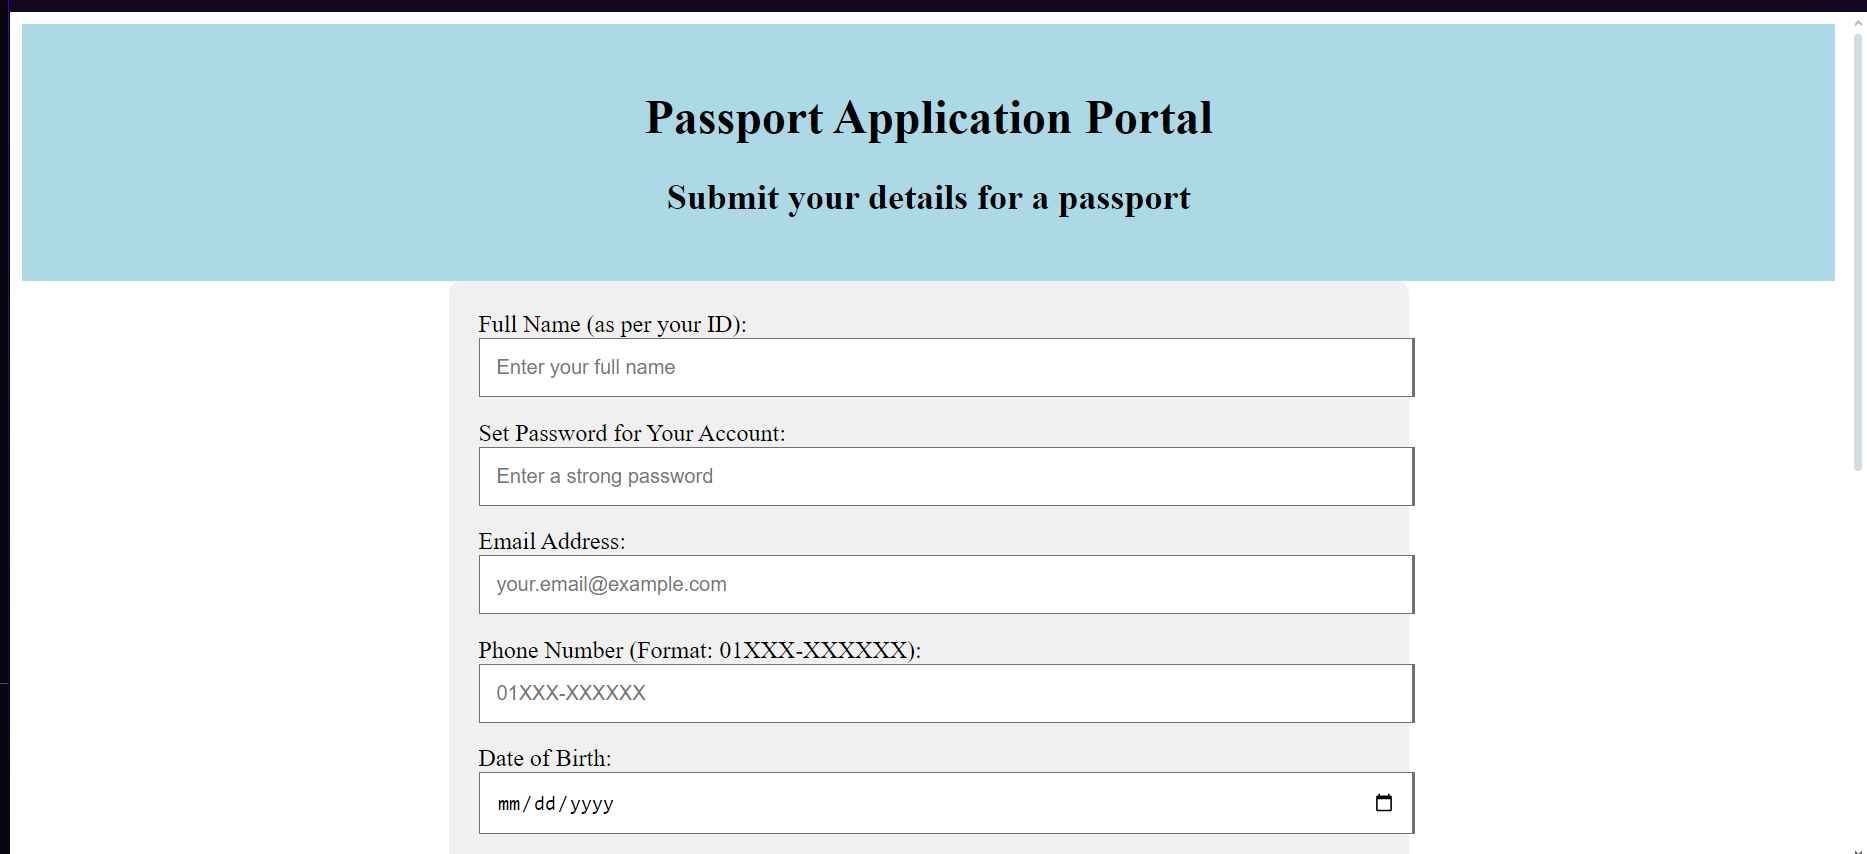 Passport Application Portal
Submit your details for a passport
Full Name (as per your ID):
Enter your full name
Set Password for Your Account:
Enter a strong password
Email Address:
your.email@example.com
Phone Number (Format: 01XXX-XXXXXX):
01XXX-XXXXXX
Date of Birth:
mm/dd/yyyy